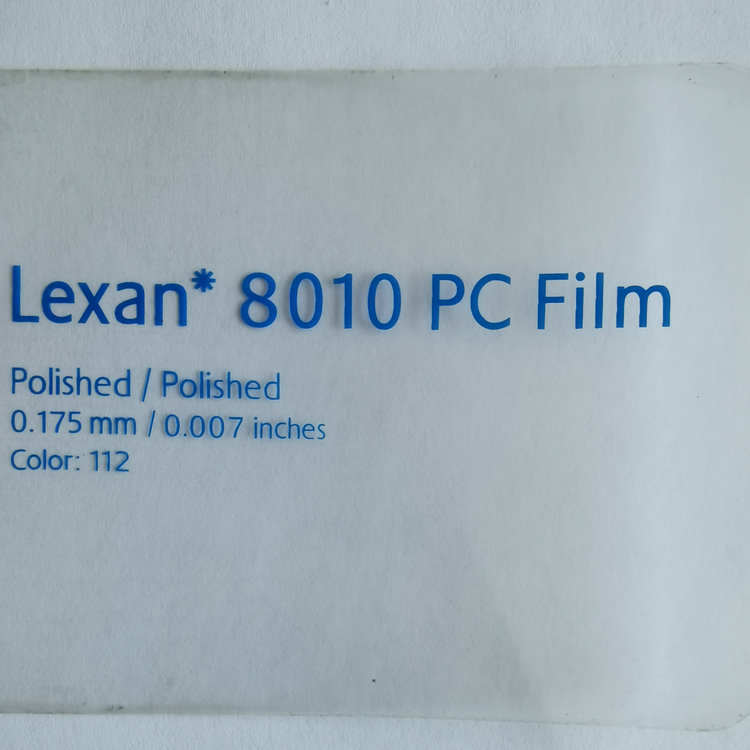 Lexan* 8010 PC Film
Polished / Polished
0.175 mm / 0.007 inches
Color: 112